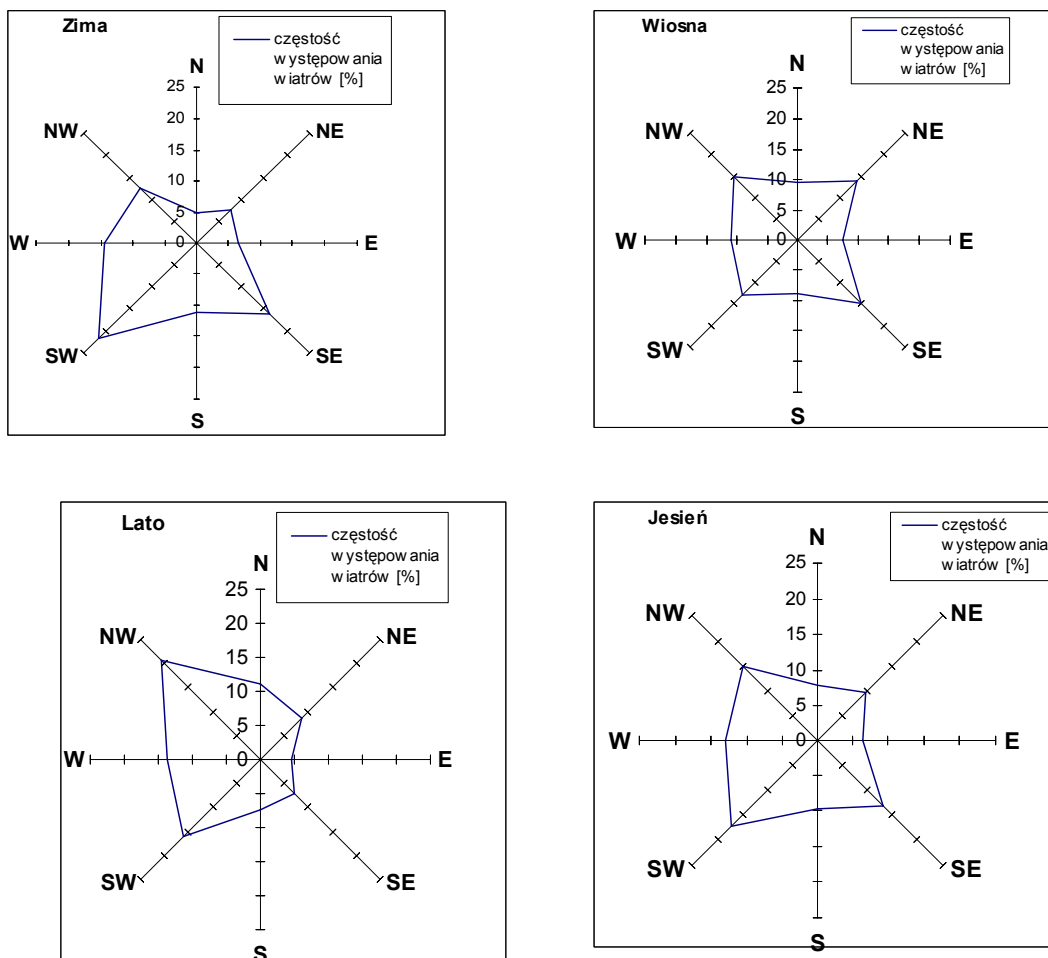 Zima
częstość
w ystępow ania
w iatrów [%]
N
25
20
15
10
5
0
NW
NE
W
E
SW
SE
S
Wiosna
częstość
w ystępow ania
w iatrów [%]
N
25
20
15
10
5
0
NW
NE
W
E
SW
SE
S
Lato
częstość
w ystępow ania
w iatrów [%]
N
25
20
15
10
5
0
NW
NE
W
E
SW
SE
S
Jesień
częstość
w ystępow ania
w iatrów [%]
N
25
20
15
10
5
0
NW
NE
W
E
SW
SE
S